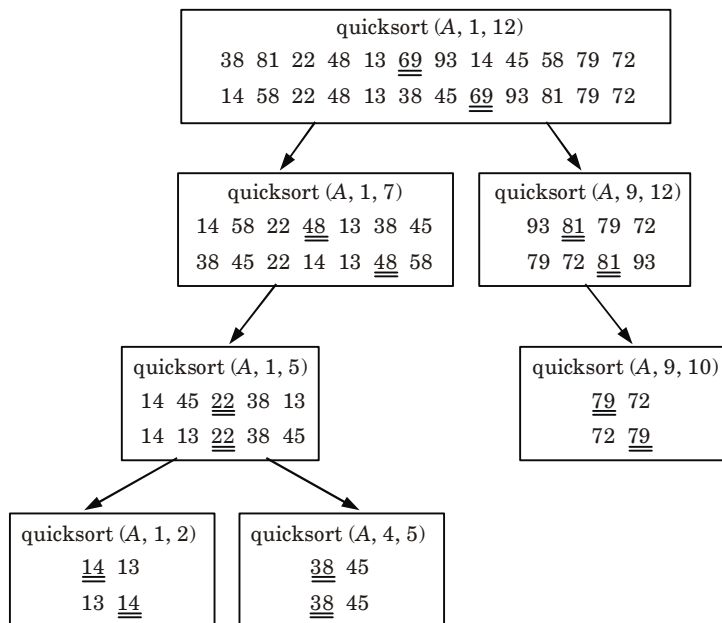 quicksort (A, 1, 12)
38 81 22 48 13 69 93 14 45 58 79 72
14 58 22 48 13 38 45 69 93 81 79 72
quicksort (A, 1, 7)
14 58 22 48 13 38 45
38 45 22 14 13 48 58
quicksort (A, 9, 12)
93 81 79 72
79 72 81 93
quicksort (A, 1, 5)
14 45 22 38 13
14 13 22 38 45
quicksort (A, 9, 10)
79 72
72 79
quicksort (A, 1, 2)
14 13
13 14
quicksort (A, 4, 5)
38 45
38 45